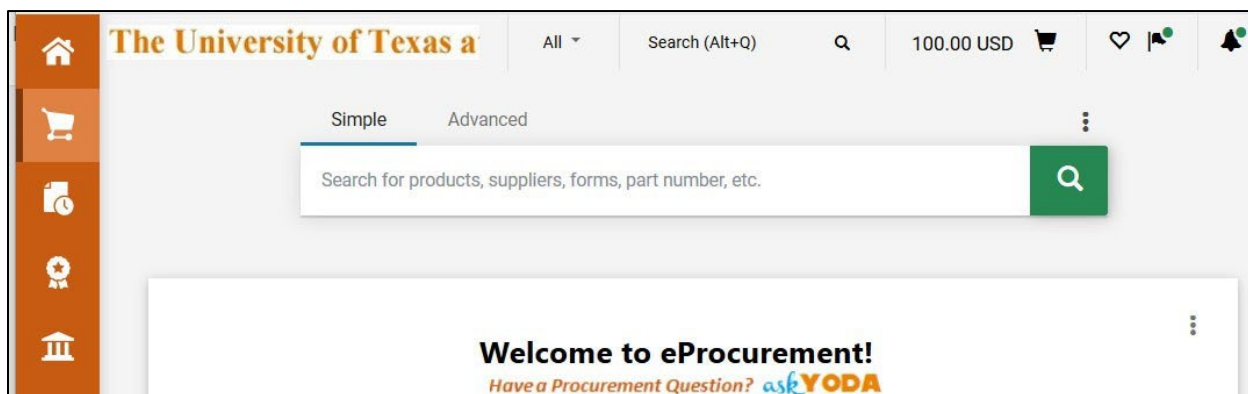 The University of Texas a
All
Search (Alt+Q)
100.00 USD
Simple
Advanced
Search for products, suppliers, forms, part number, etc.
Welcome to eProcurement!
Have a Procurement Question? askYODA